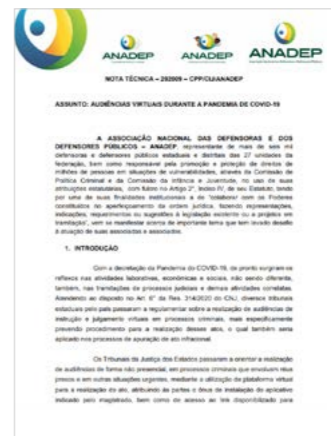 ANADEP
ANADEP
ANADEP
NOTA TÉCNICA – 292009 – CPP/CIJ/ANADEP
ASSUNTO: AUDIÊNCIAS VIRTUAIS DURANTE A PANDEMIA DE COVID-19
A ASSOCIAÇÃO NACIONAL DAS DEFENSORAS E DOS
DEFENSORES PÚBLICOS – ANADEP, representante de mais de seis mil
defensoras e defensores públicos estaduais e distritais das 27 unidades da
federação, bem como responsável pela promoção e proteção de direitos de
milhões de pessoas em situações de vulnerabilidades, através da Comissão de
Política Criminal e da Comissão da Infância e Juventude, no uso de suas
atribuições estatutárias, com fulcro no Artigo 2º, Inciso IV, de seu Estatuto, tendo
por uma de suas finalidades institucionais a de "colaborar com os Poderes
constituídos no aperfeiçoamento da ordem jurídica, fazendo representações,
indicações, requerimentos ou sugestões à legislação existente ou a projetos em
tramitação", vem se manifestar acerca de importante tema que tem levado desafio
à atuação de suas associadas e associados.
1. INTRODUÇÃO
Com a decretação da Pandemia do COVID-19, de pronto surgiram os
reflexos nas atividades laborativas, econômicas e sociais, não sendo diferente,
também, nas tramitações de processos judiciais e demais atividades correlatas.
Atendendo ao disposto no Art. 6º da Res. 314/2020 do CNJ, diversos tribunais
estaduais pelo país passaram a regulamentar sobre a realização de audiências de
instrução e julgamento virtuais em processos criminais, mais especificamente
prevendo procedimento para a realização desses atos, o qual também seria
aplicado nos processos de apuração de ato infracional.
Os Tribunais de Justiça dos Estados passaram a orientar a realização
de audiências de forma não presencial, em processos criminais que envolvam réus
presos e em outras situações urgentes, mediante a utilização de plataforma virtual
para a realização do ato, atribuindo às partes o ônus de instalação do aplicativo
indicado pelo magistrado, bem como de acesso ao link disponibilizado para